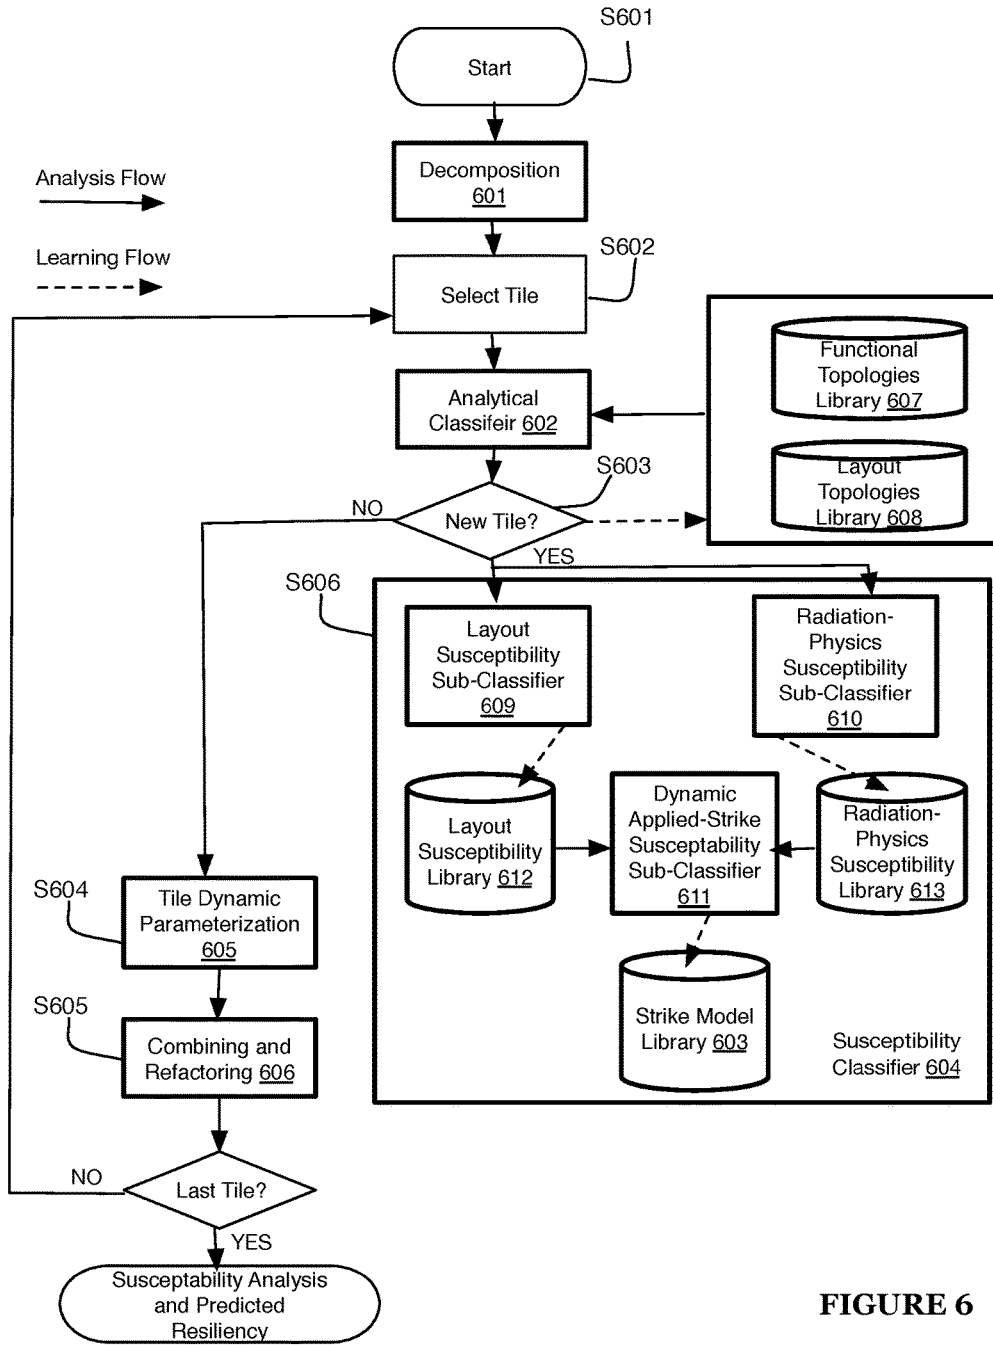 S601
Start
Decomposition
601
Analysis Flow
Learning Flow
S602
Select Tile
Functional
Topologies
Library 607
Analytical
Classifeir 602
Layout
Topologies
Library 608
S603
NO
New Tile?
YES
S606
Layout
Susceptibility
Sub-Classifier
609
Radiation-
Physics
Susceptibility
Sub-Classifier
610
Layout
Susceptibility
Library 612
Dynamic
Applied-Strike
Susceptability
Sub-Classifier
611
Radiation-
Physics
Susceptibility
Library 613
S604
Tile Dynamic
Parameterization
605
S605
Combining and
Refactoring 606
Strike Model
Library 603
Susceptibility
Classifier 604
NO
Last Tile?
YES
Susceptability Analysis
and Predicted
Resiliency
FIGURE 6